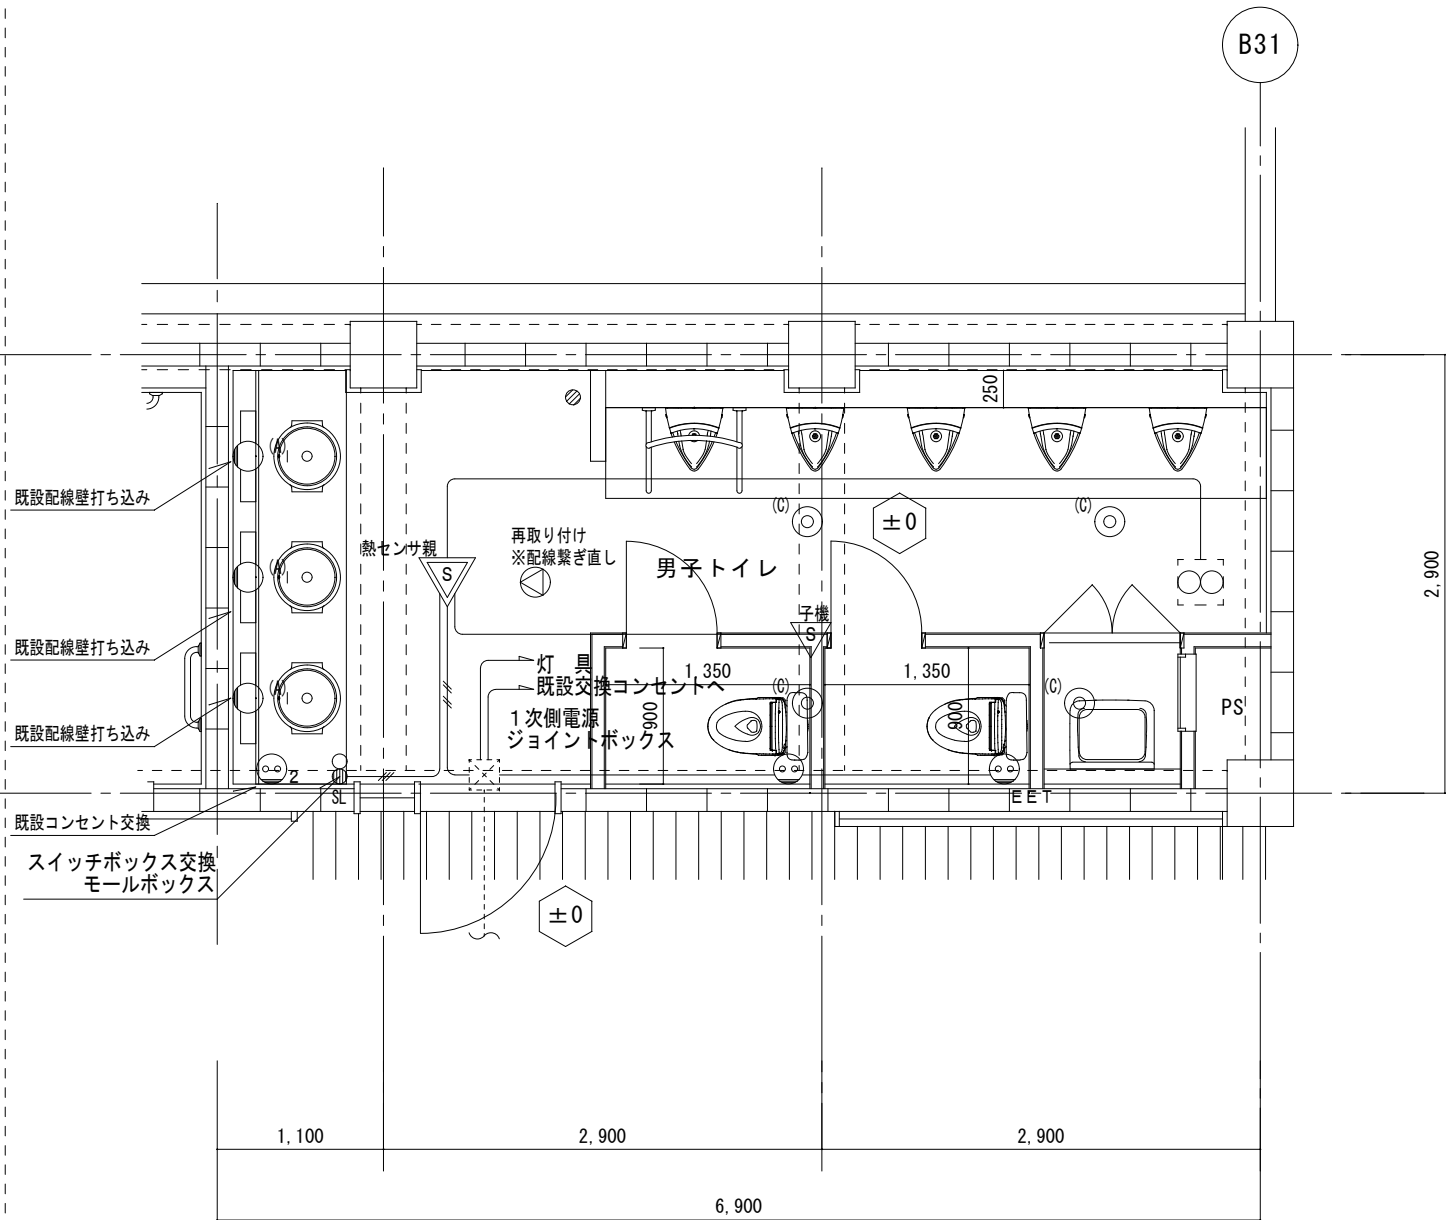 B31
250
2,900
(A)
(C)
(C)
±0
既設配線壁打ち込み
熱センサ親
S
再取り付け
※配線繋ぎ直し
男子トイレ
(A)
子機
S
既設配線壁打ち込み
灯 具
既設交換コンセントへ
1,350
1,350
(A)
(C)
(C)
PS
900
900
1次側電源
ジョイントボックス
既設配線壁打ち込み
2
SL
EET
既設コンセント交換
スイッチボックス交換
モールボックス
±0
1,100
2,900
2,900
6,900